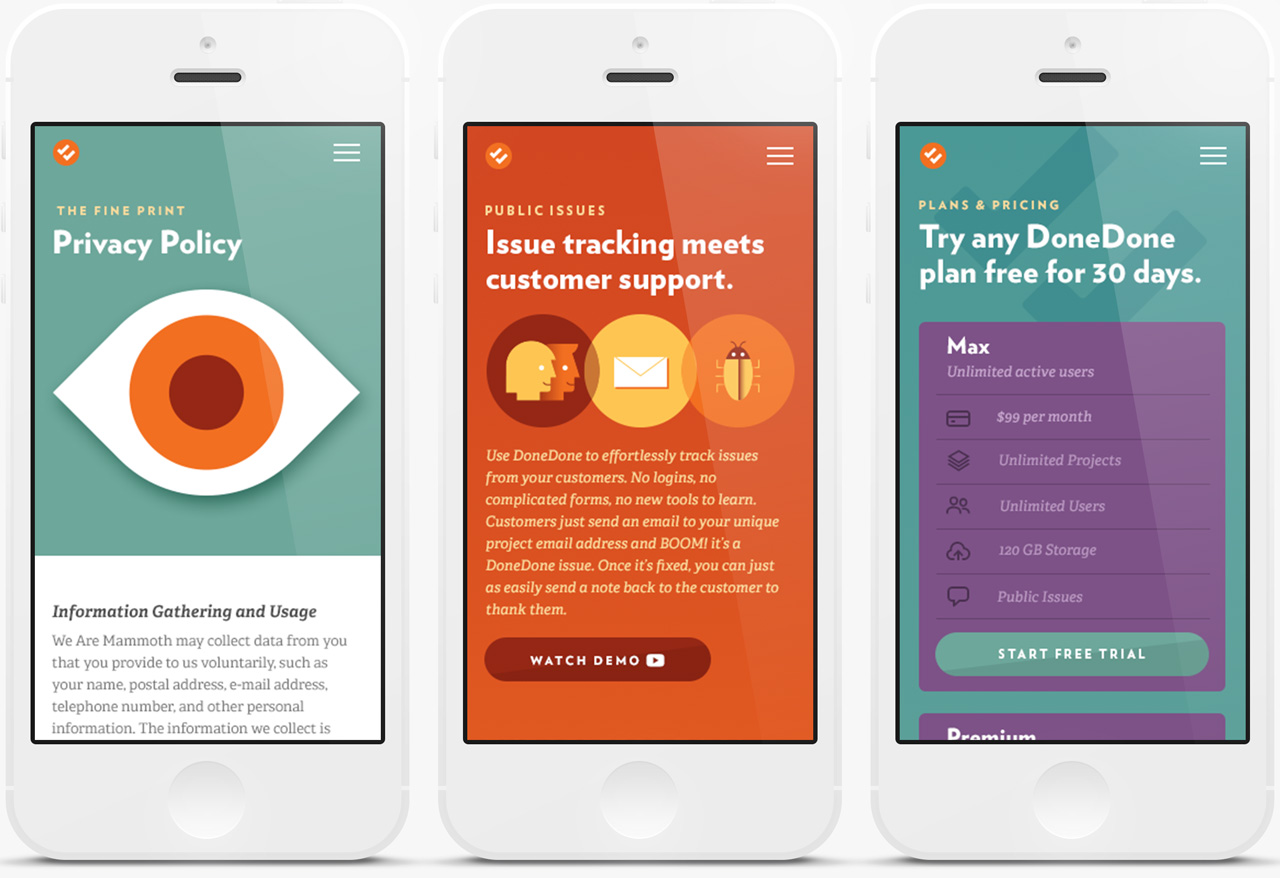 THE FINE PRINT
Privacy Policy
Information Gathering and Usage
We Are Mammoth may collect data from you
that you provide to us voluntarily, such as
your name, postal address, e-mail address,
telephone number, and other personal
information. The information we collect is
PUBLIC ISSUES
Issue tracking meets
customer support.
Use DoneDone to effortlessly track issues
from your customers. No logins, no
complicated forms, no new tools to learn.
Customers just send an email to your unique
project email address and BOOM! it's a
DoneDone issue. Once it's fixed, you can just
as easily send a note back to the customer to
thank them.
WATCH DEMO
PLANS & PRICING
Try any DoneDone
plan free for 30 days.
Max
Unlimited active users
$99 per month
Unlimited Projects
Unlimited Users
120 GB Storage
Public Issues
START FREE TRIAL
Premium